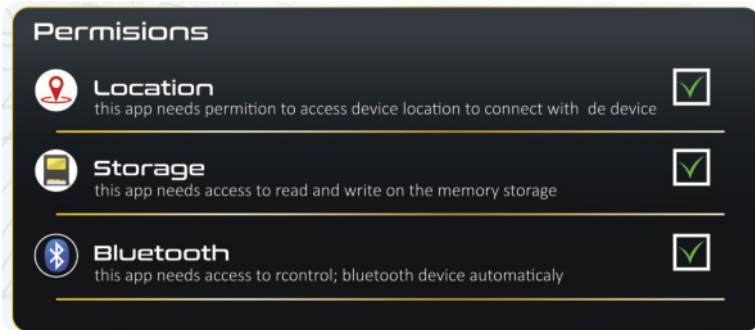 Permisions
Location
this app needs permition to access device location to connect with de device
Storage
this app needs access to read and write on the memory storage
Bluetooth
this app needs access to rcontrol; bluetooth device automaticaly